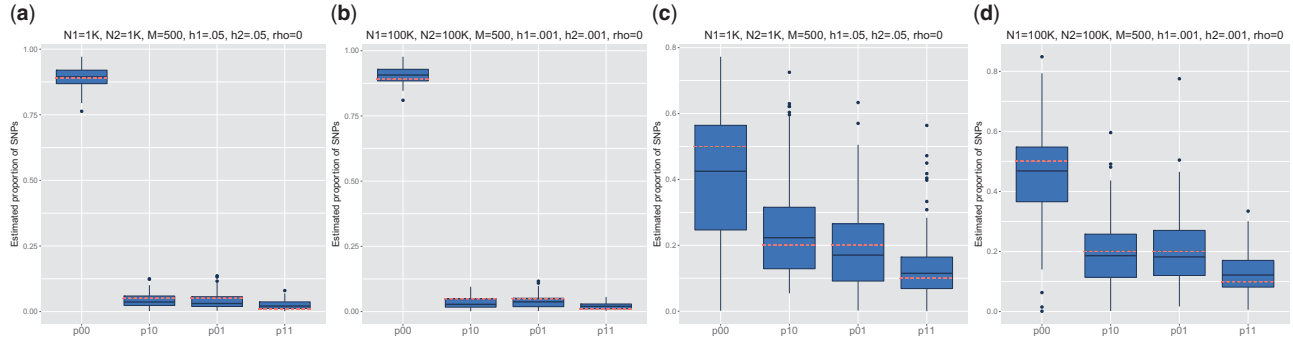 (a)
N1=1K, N2=1K, M=500, h1=.05, h2=.05, rho=0
Estimated proportion of SNPs
1.00
0.75
0.50
0.25
0.00
p00 p10 p01 p11
(b)
N1=100K, N2=100K, M=500, h1=.001, h2=.001, rho=0
Estimated proportion of SNPs
1.00
0.75
0.50
0.25
0.00
p00 p10 p01 p11
(c)
N1=1K, N2=1K, M=500, h1=.05, h2=.05, rho=0
Estimated proportion of SNPs
0.8
0.6
0.4
0.2
0.0
p00 p10 p01 p11
(d)
N1=100K, N2=100K, M=500, h1=.001, h2=.001, rho=0
Estimated proportion of SNPs
0.8
0.6
0.4
0.2
0.0
p00 p10 p01 p11